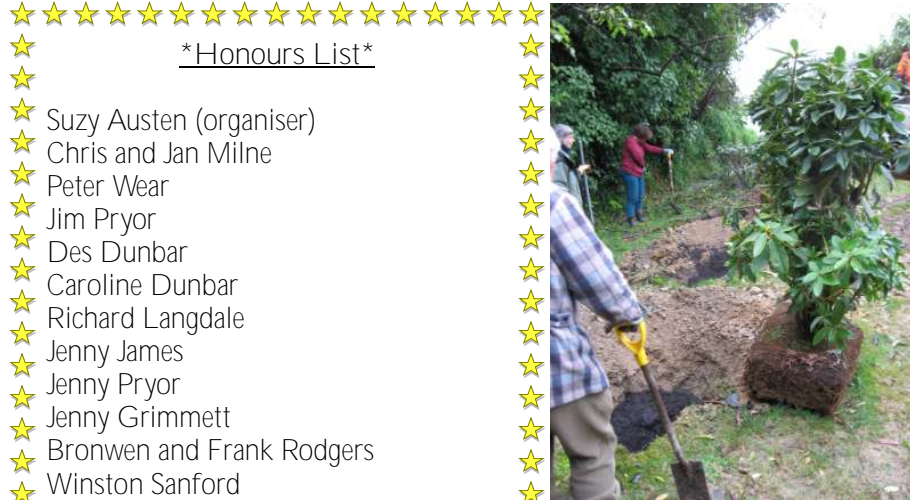 *Honours List*
Suzy Austen (organiser)
Chris and Jan Milne
Peter Wear
Jim Pryor
Des Dunbar
Caroline Dunbar
Richard Langdale
Jenny James
Jenny Pryor
Jenny Grimmett
Bronwen and Frank Rodgers
Winston Sanford